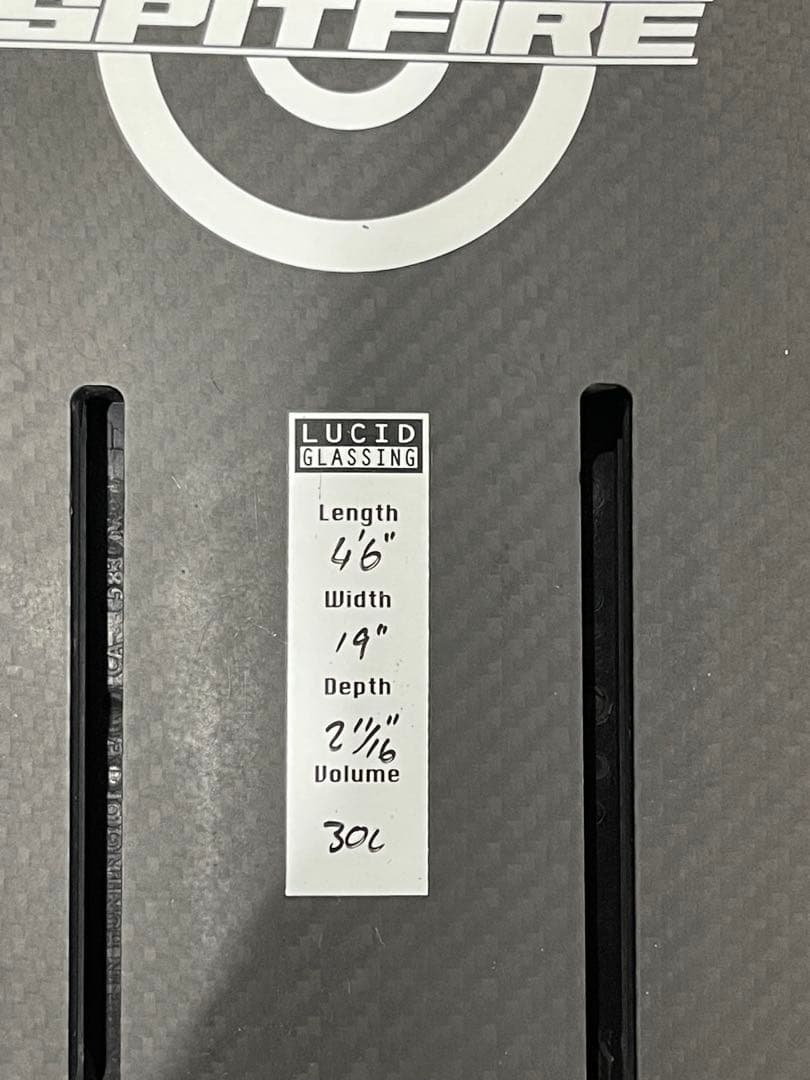 SPITFIRE
LUCID
GLASSING
Length
4'6"
Width
19"
Depth
2 11/16"
Volume
30L